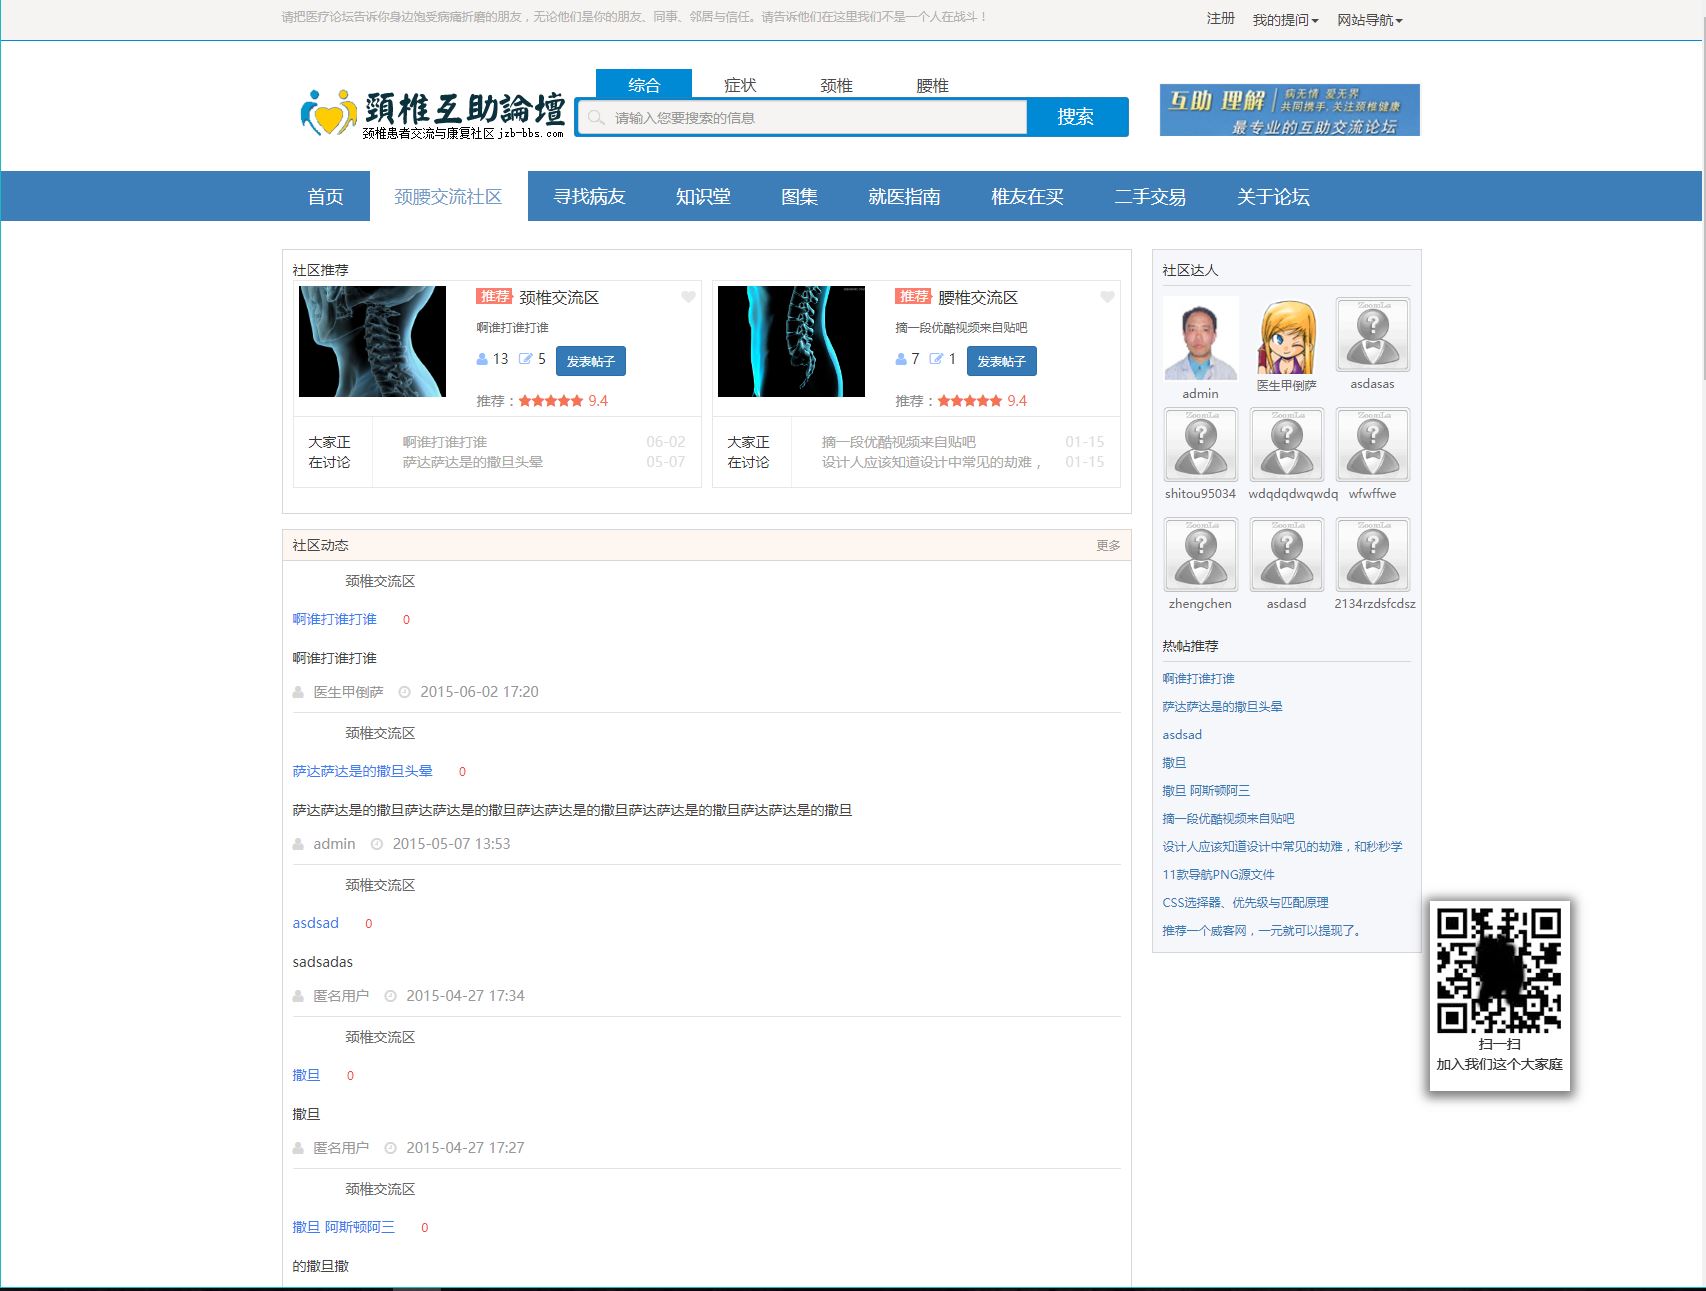 请把医疗论坛告诉你身边饱受病痛折磨的朋友，无论他们是你的朋友、同事、邻居与信任。请告诉他们在这里我们不是一个人在战斗！
注册 我的提问 网站导航
综合 症状 颈椎 腰椎
頸椎互助論壇
颈椎患者交流与康复社区 jzb-bbs.com
请输入您要搜索的信息 搜索
互助 理解 病无情 爱无界
共同携手,关注颈椎健康
最专业的互助交流论坛
首页 颈腰交流社区 寻找病友 知识堂 图集 就医指南 椎友在买 二手交易 关于论坛
社区推荐
推荐 颈椎交流区
啊谁打谁打谁
13 5 发表帖子
推荐：9.4
大家正在讨论
啊谁打谁打谁 06-02
萨达萨达是的撒旦头晕 05-07
推荐 腰椎交流区
摘一段优酷视频来自贴吧
7 1 发表帖子
推荐：9.4
大家正在讨论
摘一段优酷视频来自贴吧 01-15
设计人应该知道设计中常见的劫难， 01-15
社区动态 更多
颈椎交流区
啊谁打谁打谁 0
啊谁打谁打谁
医生甲倒萨 2015-06-02 17:20
颈椎交流区
萨达萨达是的撒旦头晕 0
萨达萨达是的撒旦萨达萨达是的撒旦萨达萨达是的撒旦萨达萨达是的撒旦萨达萨达是的撒旦
admin 2015-05-07 13:53
颈椎交流区
asdsad 0
sadsadas
匿名用户 2015-04-27 17:34
颈椎交流区
撒旦 0
撒旦
匿名用户 2015-04-27 17:27
颈椎交流区
撒旦 阿斯顿阿三 0
的撒旦撒
社区达人
ZoomLa
admin 医生甲倒萨 asdasas
ZoomLa ZoomLa ZoomLa
shitou95034 wdqdqdwqwdq wfwffwe
ZoomLa ZoomLa ZoomLa
zhengchen asdasd 2134rzdsfcdsz
热帖推荐
啊谁打谁打谁
萨达萨达是的撒旦头晕
asdsad
撒旦
撒旦 阿斯顿阿三
摘一段优酷视频来自贴吧
设计人应该知道设计中常见的劫难，和秒秒学
11款导航PNG源文件
CSS选择器、优先级与匹配原理
推荐一个威客网，一元就可以提现了。
扫一扫
加入我们这个大家庭